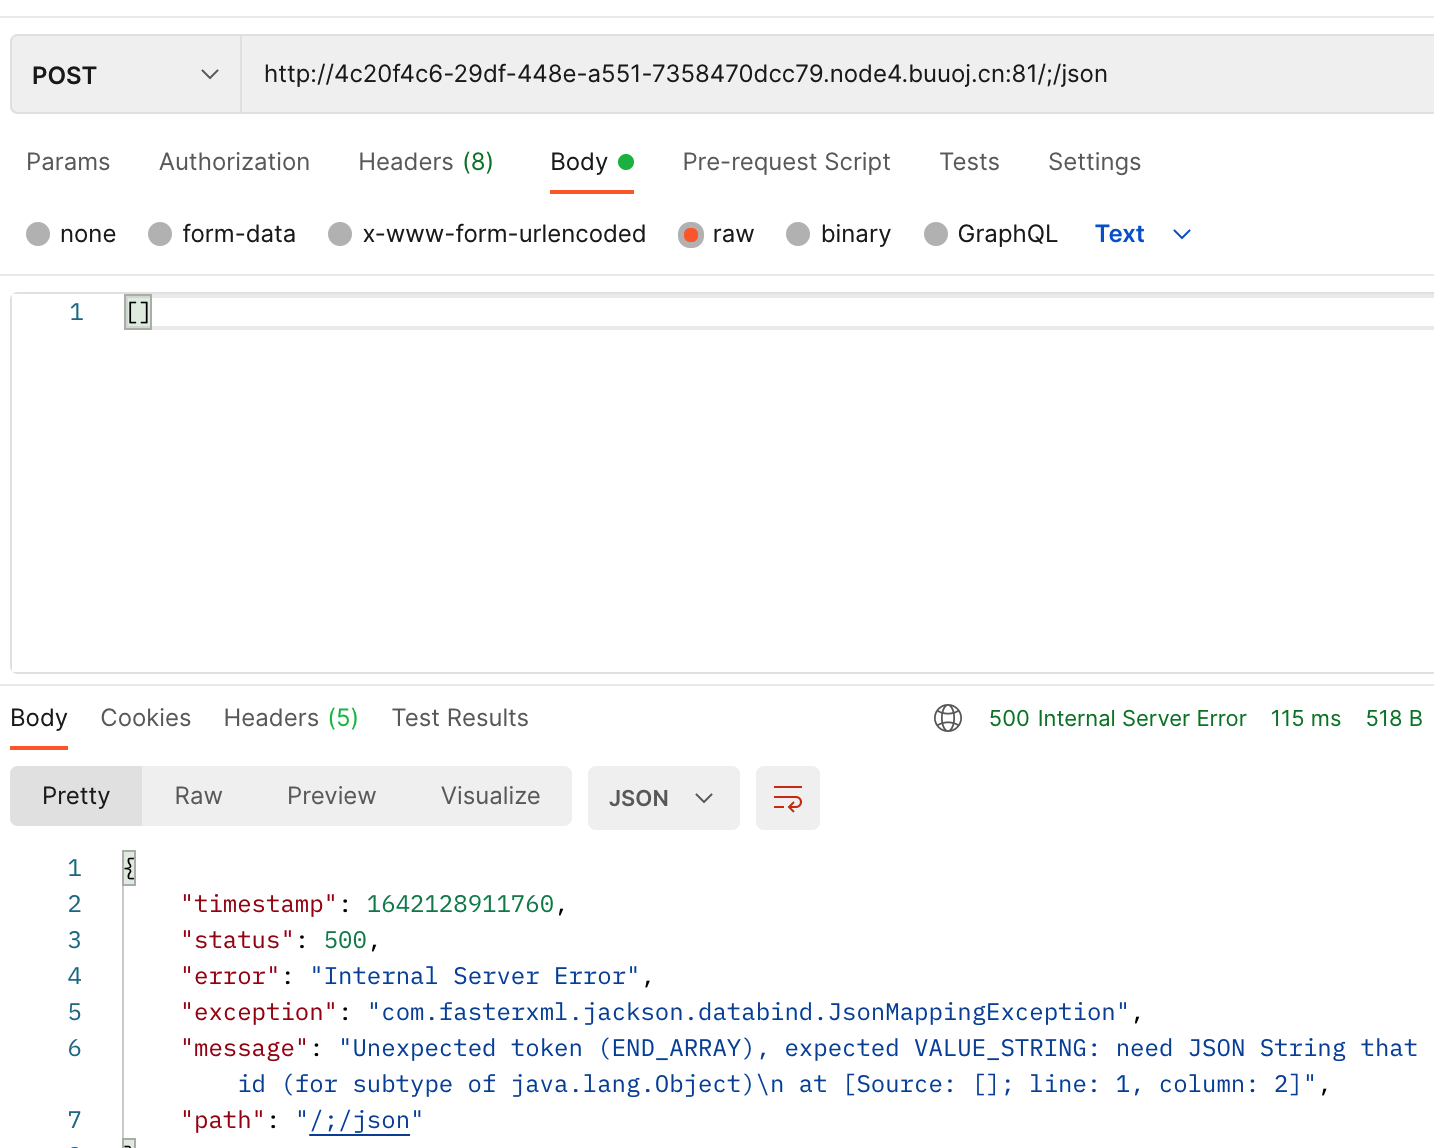 POST http://4c20f4c6-29df-448e-a551-7358470dcc79.node4.buuoj.cn:81/;/json
Params Authorization Headers (8) Body Pre-request Script Tests Settings
none form-data x-www-form-urlencoded raw binary GraphQL Text
1 []
Body Cookies Headers (5) Test Results 500 Internal Server Error 115 ms 518 B
Pretty Raw Preview Visualize JSON
1 {
2 "timestamp": 1642128911760,
3 "status": 500,
4 "error": "Internal Server Error",
5 "exception": "com.fasterxml.jackson.databind.JsonMappingException",
6 "message": "Unexpected token (END_ARRAY), expected VALUE_STRING: need JSON String that
id (for subtype of java.lang.Object)\n at [Source: []; line: 1, column: 2]",
7 "path": "/;/json"